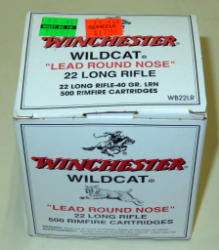 WINCHESTER
WILDCAT®
"LEAD ROUND NOSE"
22 LONG RIFLE
22 LONG RIFLE-40 GR. LRN
500 RIMFIRE CARTRIDGES
WB22LR
WINCHESTER
WILDCAT®
"LEAD ROUND NOSE"
22 LONG RIFLE
500 RIMFIRE CARTRIDGES